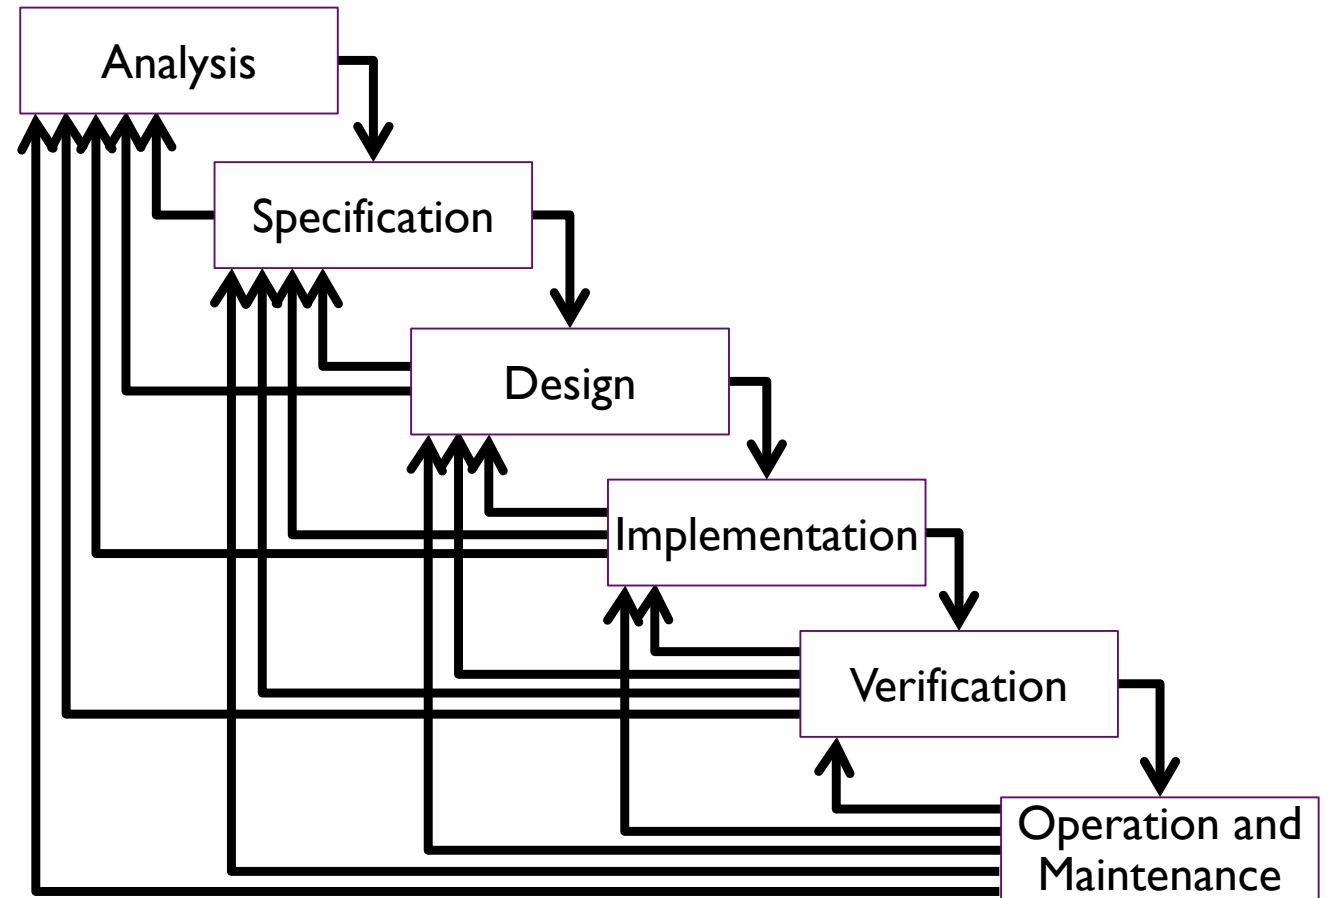 Analysis
Specification
Design
Implementation
Verification
Operation and
Maintenance